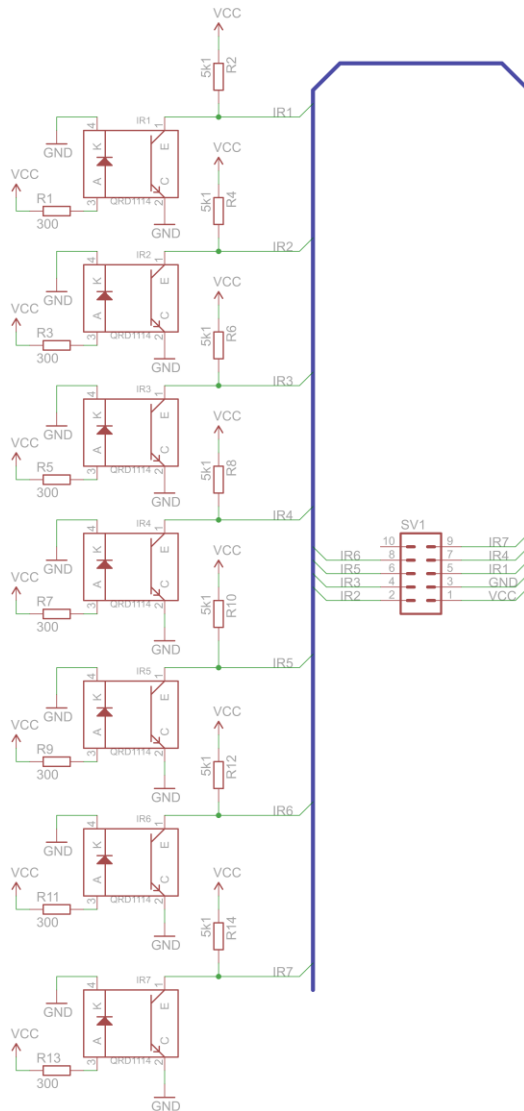 VCC
5k1
R2
IR1
IR1
4
1
K
E
A
C
3
2
GND
VCC
R1
300
QRD1114
GND
VCC
5k1
R4
IR2
IR2
4
1
K
E
A
C
3
2
GND
VCC
R3
300
QRD1114
GND
VCC
5k1
R6
IR3
IR3
4
1
K
E
A
C
3
2
GND
VCC
R5
300
QRD1114
GND
VCC
5k1
R8
IR4
IR4
4
1
K
E
A
C
3
2
GND
VCC
R7
300
QRD1114
GND
VCC
5k1
R10
IR5
IR5
4
1
K
E
A
C
3
2
GND
VCC
R9
300
QRD1114
GND
VCC
5k1
R12
IR6
IR6
4
1
K
E
A
C
3
2
GND
VCC
R11
300
QRD1114
GND
VCC
5k1
R14
IR7
IR7
4
1
K
E
A
C
3
2
GND
VCC
R13
300
QRD1114
GND
SV1
10 9 IR7
IR6 8 7 IR4
IR5 6 5 IR1
IR3 4 3 GND
IR2 2 1 VCC